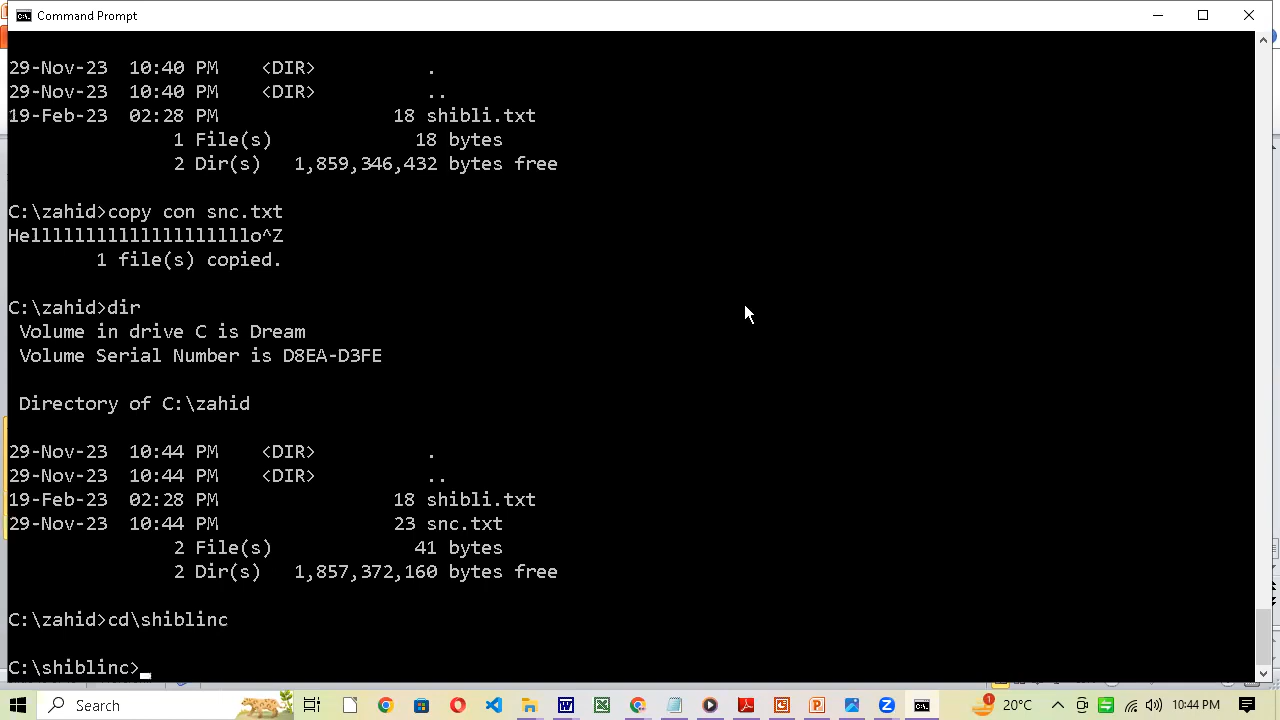 Command Prompt
29-Nov-23 10:40 PM <DIR> .
29-Nov-23 10:40 PM <DIR> ..
19-Feb-23 02:28 PM 18 shibli.txt
1 File(s) 18 bytes
2 Dir(s) 1,859,346,432 bytes free
C:\zahid>copy con snc.txt
Hellllllllllllllllllllo^Z
1 file(s) copied.
C:\zahid>dir
Volume in drive C is Dream
Volume Serial Number is D8EA-D3FE
Directory of C:\zahid
29-Nov-23 10:44 PM <DIR> .
29-Nov-23 10:44 PM <DIR> ..
19-Feb-23 02:28 PM 18 shibli.txt
29-Nov-23 10:44 PM 23 snc.txt
2 File(s) 41 bytes
2 Dir(s) 1,857,372,160 bytes free
C:\zahid>cd\shiblinc
C:\shiblinc>
Search
1
20°C
10:44 PM